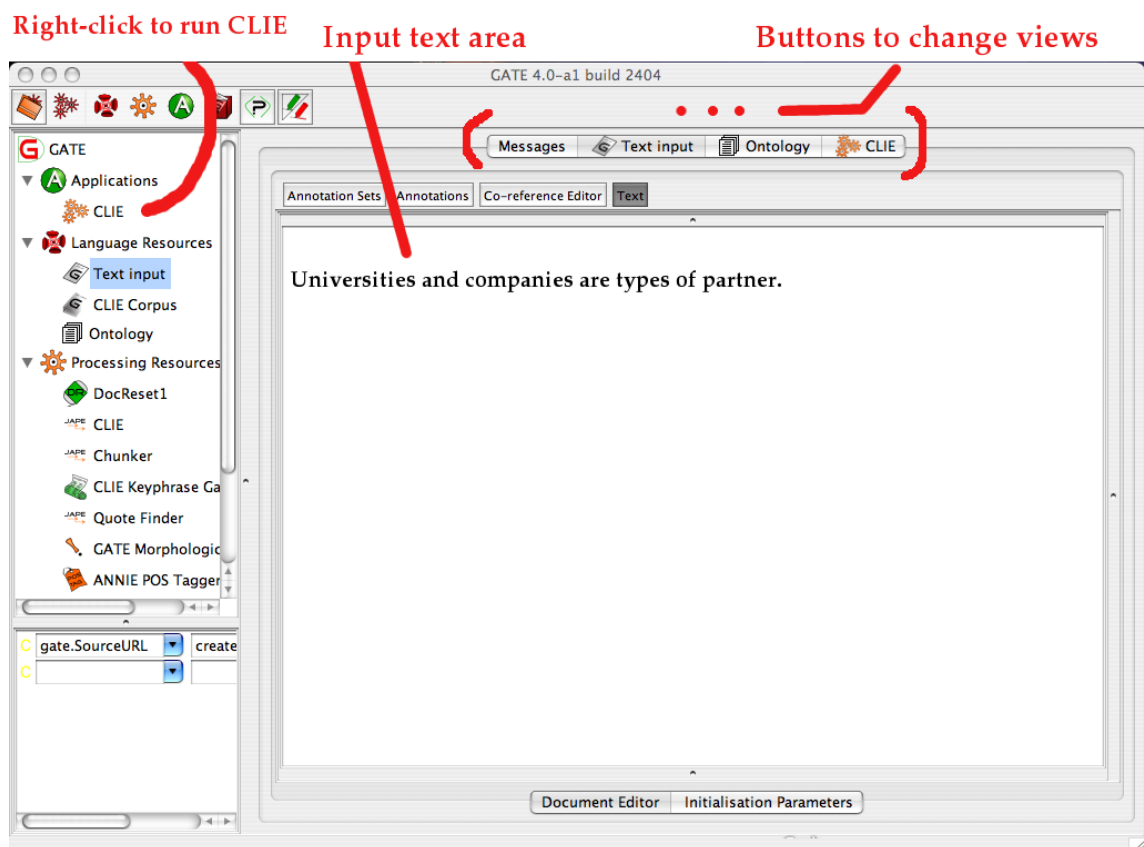 Right-click to run CLIE
Input text area
Buttons to change views
GATE 4.0-a1 build 2404
Messages Text input Ontology CLIE
GATE
Applications
CLIE
Language Resources
Text input
CLIE Corpus
Ontology
Processing Resources
DocReset1
CLIE
Chunker
CLIE Keyphrase Ga
Quote Finder
GATE Morphologic
ANNIE POS Tagger
gate.SourceURL create
Annotation Sets Annotations Co-reference Editor Text
Universities and companies are types of partner.
Document Editor Initialisation Parameters